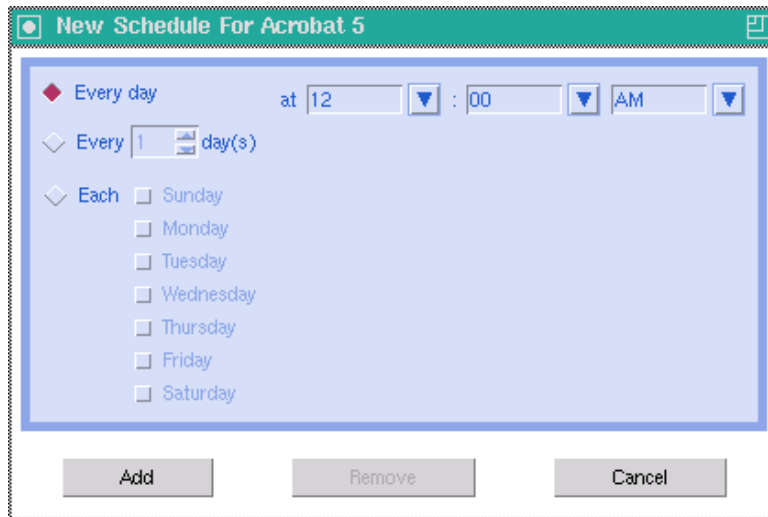 New Schedule For Acrobat 5
Every day at 12 : 00 AM
Every 1 day(s)
Each Sunday
Monday
Tuesday
Wednesday
Thursday
Friday
Saturday
Add Remove Cancel